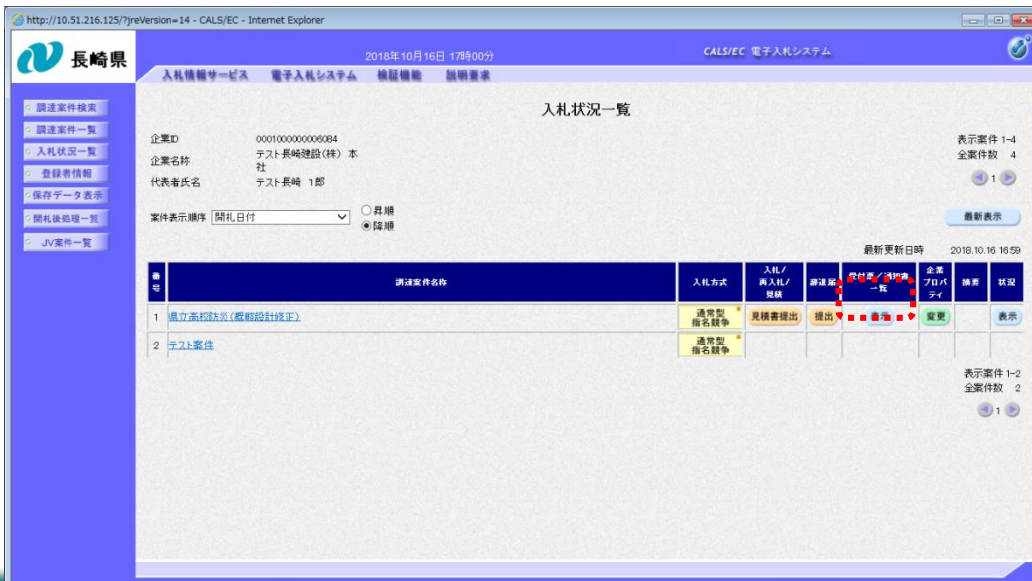 http://10.51.216.125/?jreVersion=14 - CALS/EC - Internet Explorer
長崎県
2018年10月16日 17時00分
CALS/EC 電子入札システム
入札情報サービス 電子入札システム 検証機能 説明要求
調達案件検索
調達案件一覧
入札状況一覧
登録者情報
保存データ表示
開札後処理一覧
JV案件一覧
入札状況一覧
企業ID 0001000000006084
企業名称 テスト長崎建設(株) 本社
代表者氏名 テスト長崎 1郎
表示案件 1-4
全案件数 4
1
案件表示順序 開札日付
昇順
降順
最新表示
最新更新日時 2018.10.16 16:59
番号 調達案件名称 入札方式 入札/再入札/見積 辞退届 受付票/通知書一覧 企業プロパティ 摘要 状況
1 県立高校防災(概略設計修正) 通常型指名競争 見積書提出 提出 表示 変更 表示
2 テスト案件 通常型指名競争
表示案件 1-2
全案件数 2
1